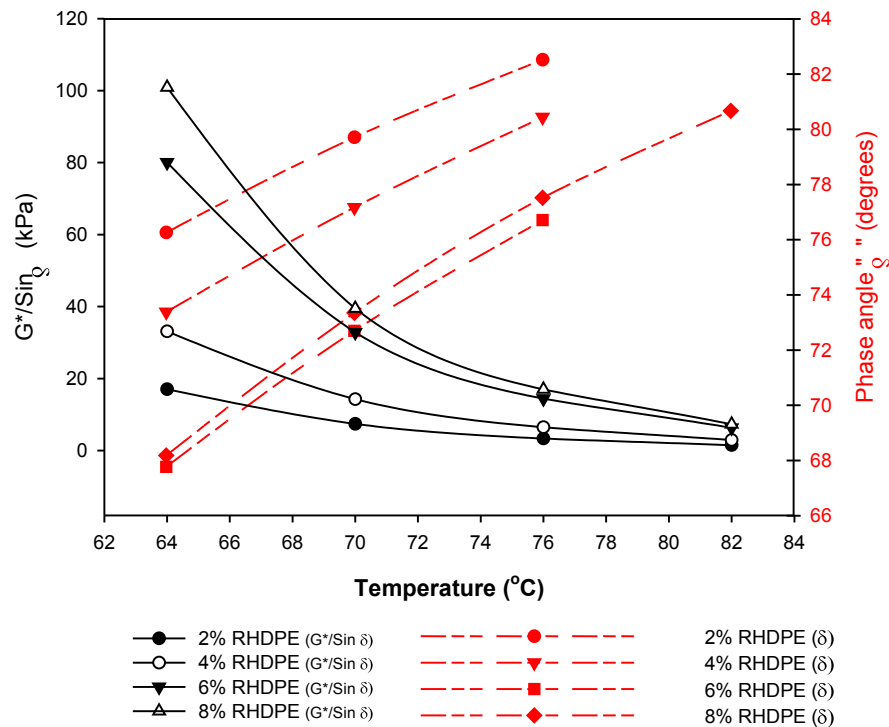 120
100
80
60
40
20
0
G*/Sinδ (kPa)
84
82
80
78
76
74
72
70
68
66
Phase angle "δ" (degrees)
62 64 66 68 70 72 74 76 78 80 82 84
Temperature (°C)
2% RHDPE (G*/Sin δ)
4% RHDPE (G*/Sin δ)
6% RHDPE (G*/Sin δ)
8% RHDPE (G*/Sin δ)
2% RHDPE (δ)
4% RHDPE (δ)
6% RHDPE (δ)
8% RHDPE (δ)